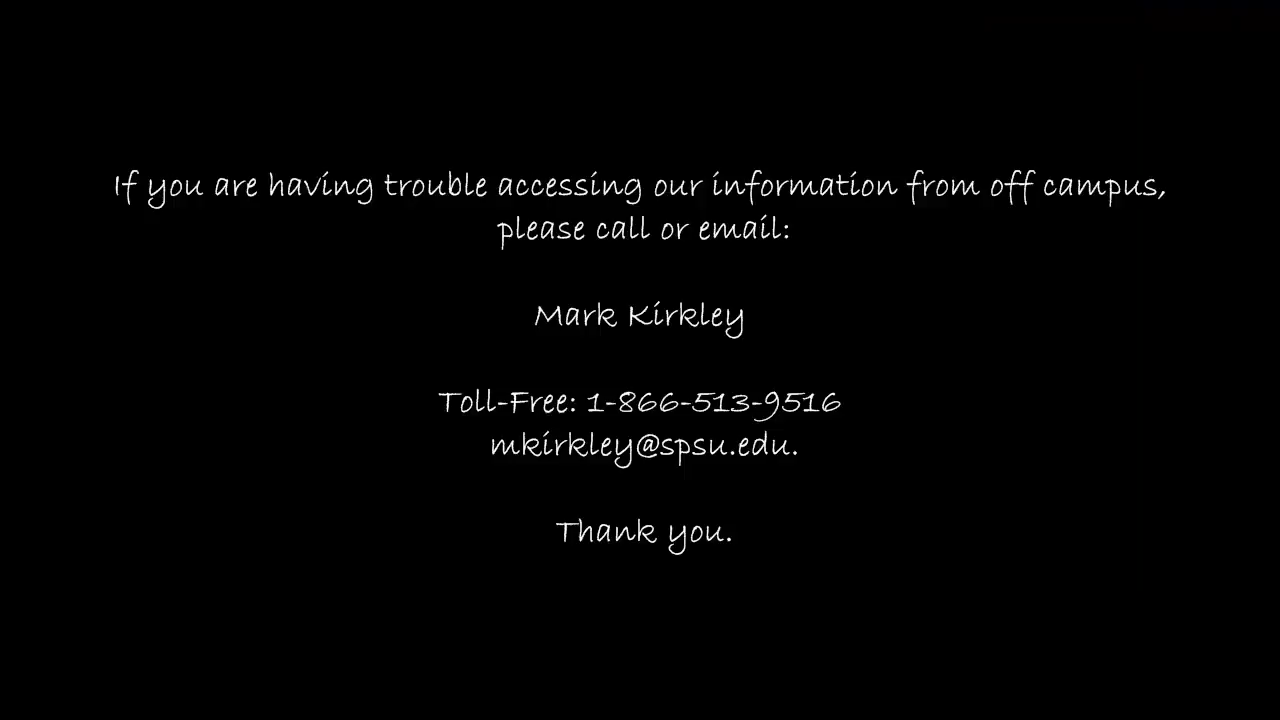 If you are having trouble accessing our information from off campus,
please call or email:
Mark Kirkley
Toll-Free: 1-866-513-9516
mkirkley@spsu.edu.
Thank you.